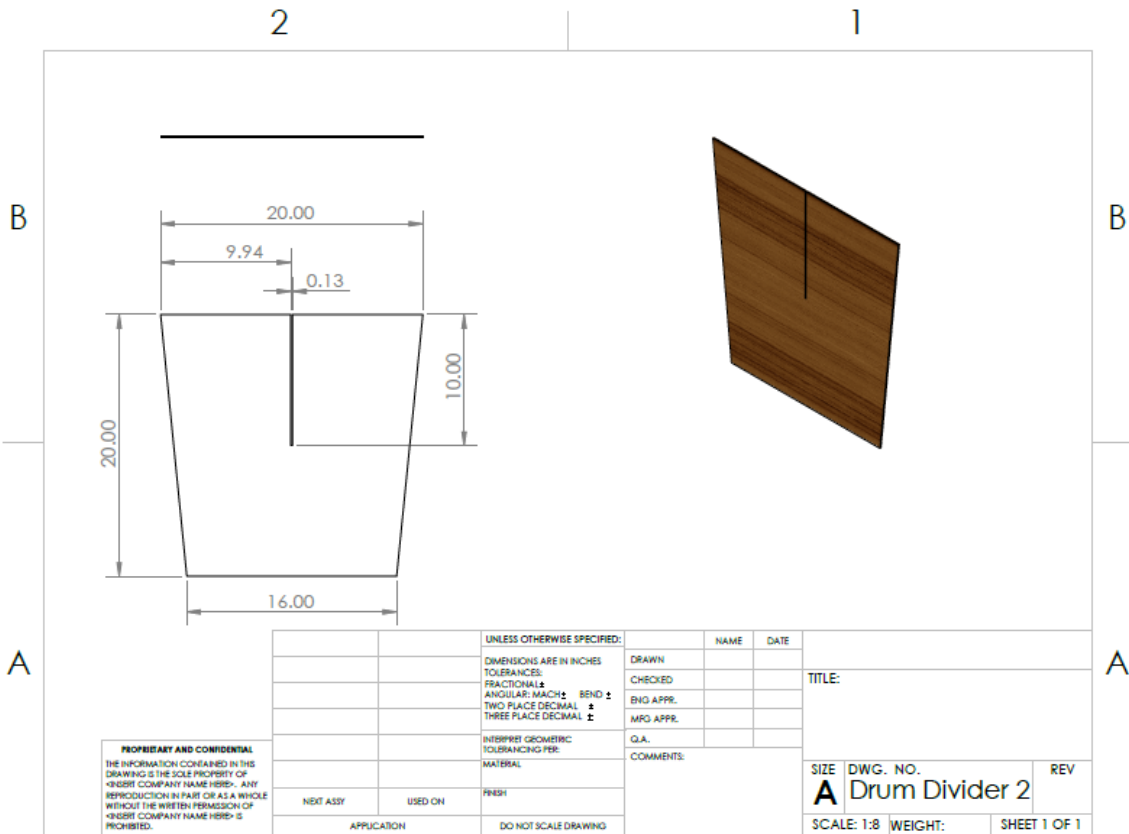 2 1
B B
20.00
9.94
0.13
10.00
20.00
16.00
A A
UNLESS OTHERWISE SPECIFIED:
DIMENSIONS ARE IN INCHES
TOLERANCES:
FRACTIONAL±
ANGULAR: MACH± BEND ±
TWO PLACE DECIMAL ±
THREE PLACE DECIMAL ±
INTERPRET GEOMETRIC
TOLERANCING PER:
MATERIAL
FINISH
DO NOT SCALE DRAWING
NAME DATE
DRAWN
CHECKED
ENG APPR.
MFG APPR.
Q.A.
COMMENTS:
PROPRIETARY AND CONFIDENTIAL
THE INFORMATION CONTAINED IN THIS
DRAWING IS THE SOLE PROPERTY OF
<INSERT COMPANY NAME HERE>. ANY
REPRODUCTION IN PART OR AS A WHOLE
WITHOUT THE WRITTEN PERMISSION OF
<INSERT COMPANY NAME HERE> IS
PROHIBITED.
NEXT ASSY USED ON
APPLICATION
TITLE:
SIZE DWG. NO. REV
A Drum Divider 2
SCALE: 1:8 WEIGHT: SHEET 1 OF 1